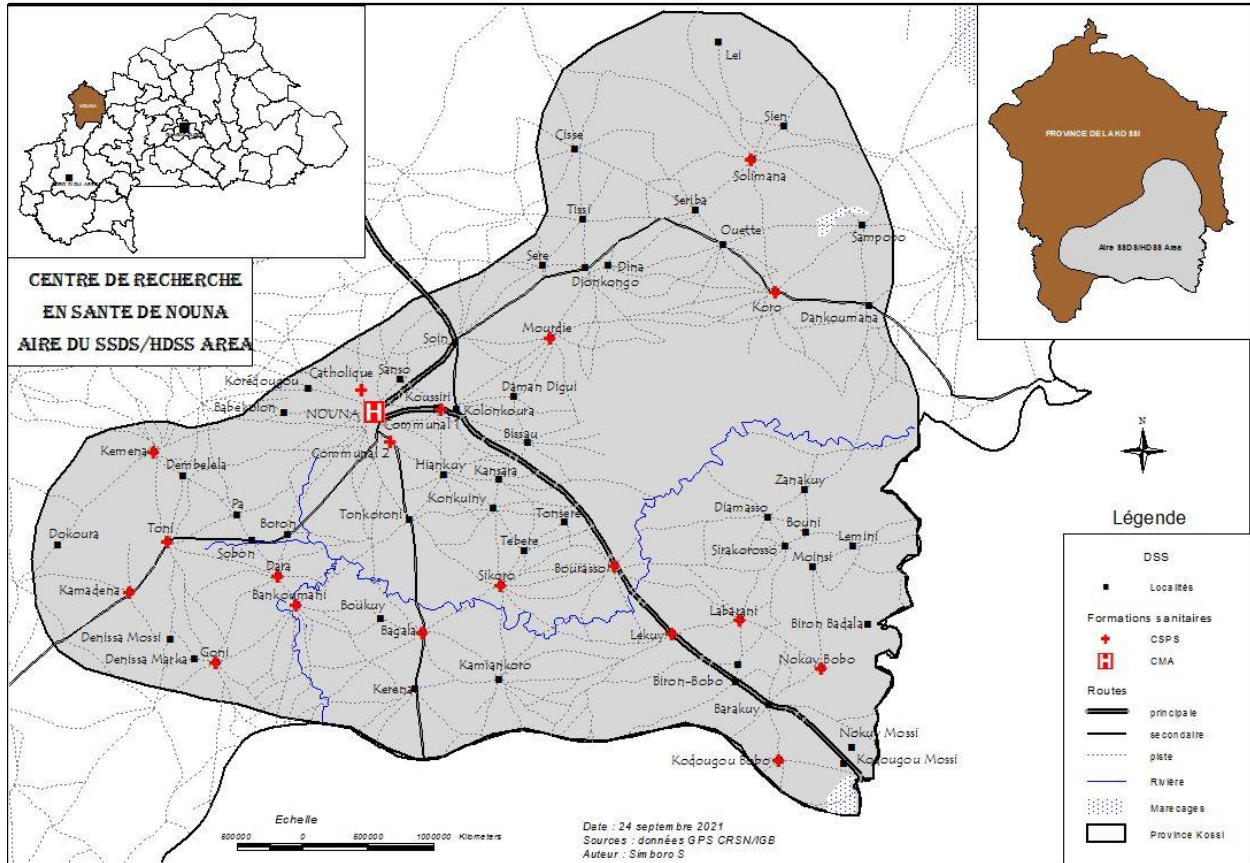 NOUNA
CENTRE DE RECHERCHE
EN SANTE DE NOUNA
AIRE DU SSDS/HDSS AREA
PROVINCE DE LA KO SSI
Aire SSDS/HDSS Area
Lei
Sien
Cisse
Solimana
Seriba
Tissi
Sampopo
Ouette
Sere
Dina
Dionkongo
Koro
Dankoumana
Mourdie
Soin
Sanso
Catholique
Koredougou
Daman Digui
Koussiri
Babekolon
NOUNA
H
Kolonkoura
Communal 1
Bissau
Communal 2
Kemena
Dembelela
Hiankuy
Kansara
Zanakuy
Konkuiny
Pa
Diamasso
Tonkoroni
Tonsere
Bouni
Toni
Boron
Dokoura
Sobon
Tebere
Sirakorosso
Lemini
Moinsi
Dara
Sikoro
Bourasso
Kamadena
Bankoumani
Boukuy
Labarani
Biron Badala
Bagala
Lekuy
Denissa Mossi
Denissa Marka
Goni
Kamiankoro
Nokuy Bobo
Kerena
Biron-Bobo
Barakuy
Nokuy Mossi
Kodougou Bobo
Kodougou Mossi
N
Légende
DSS
Localités
Formations sanitaires
CSPS
H CMA
Routes
principale
secondaire
piste
Rivière
Marecages
Province Kossi
Echelle
600000 0 600000 1000000 Kilometers
Date : 24 septembre 2021
Sources : données GPS CRSN/IGB
Auteur : Simboro S